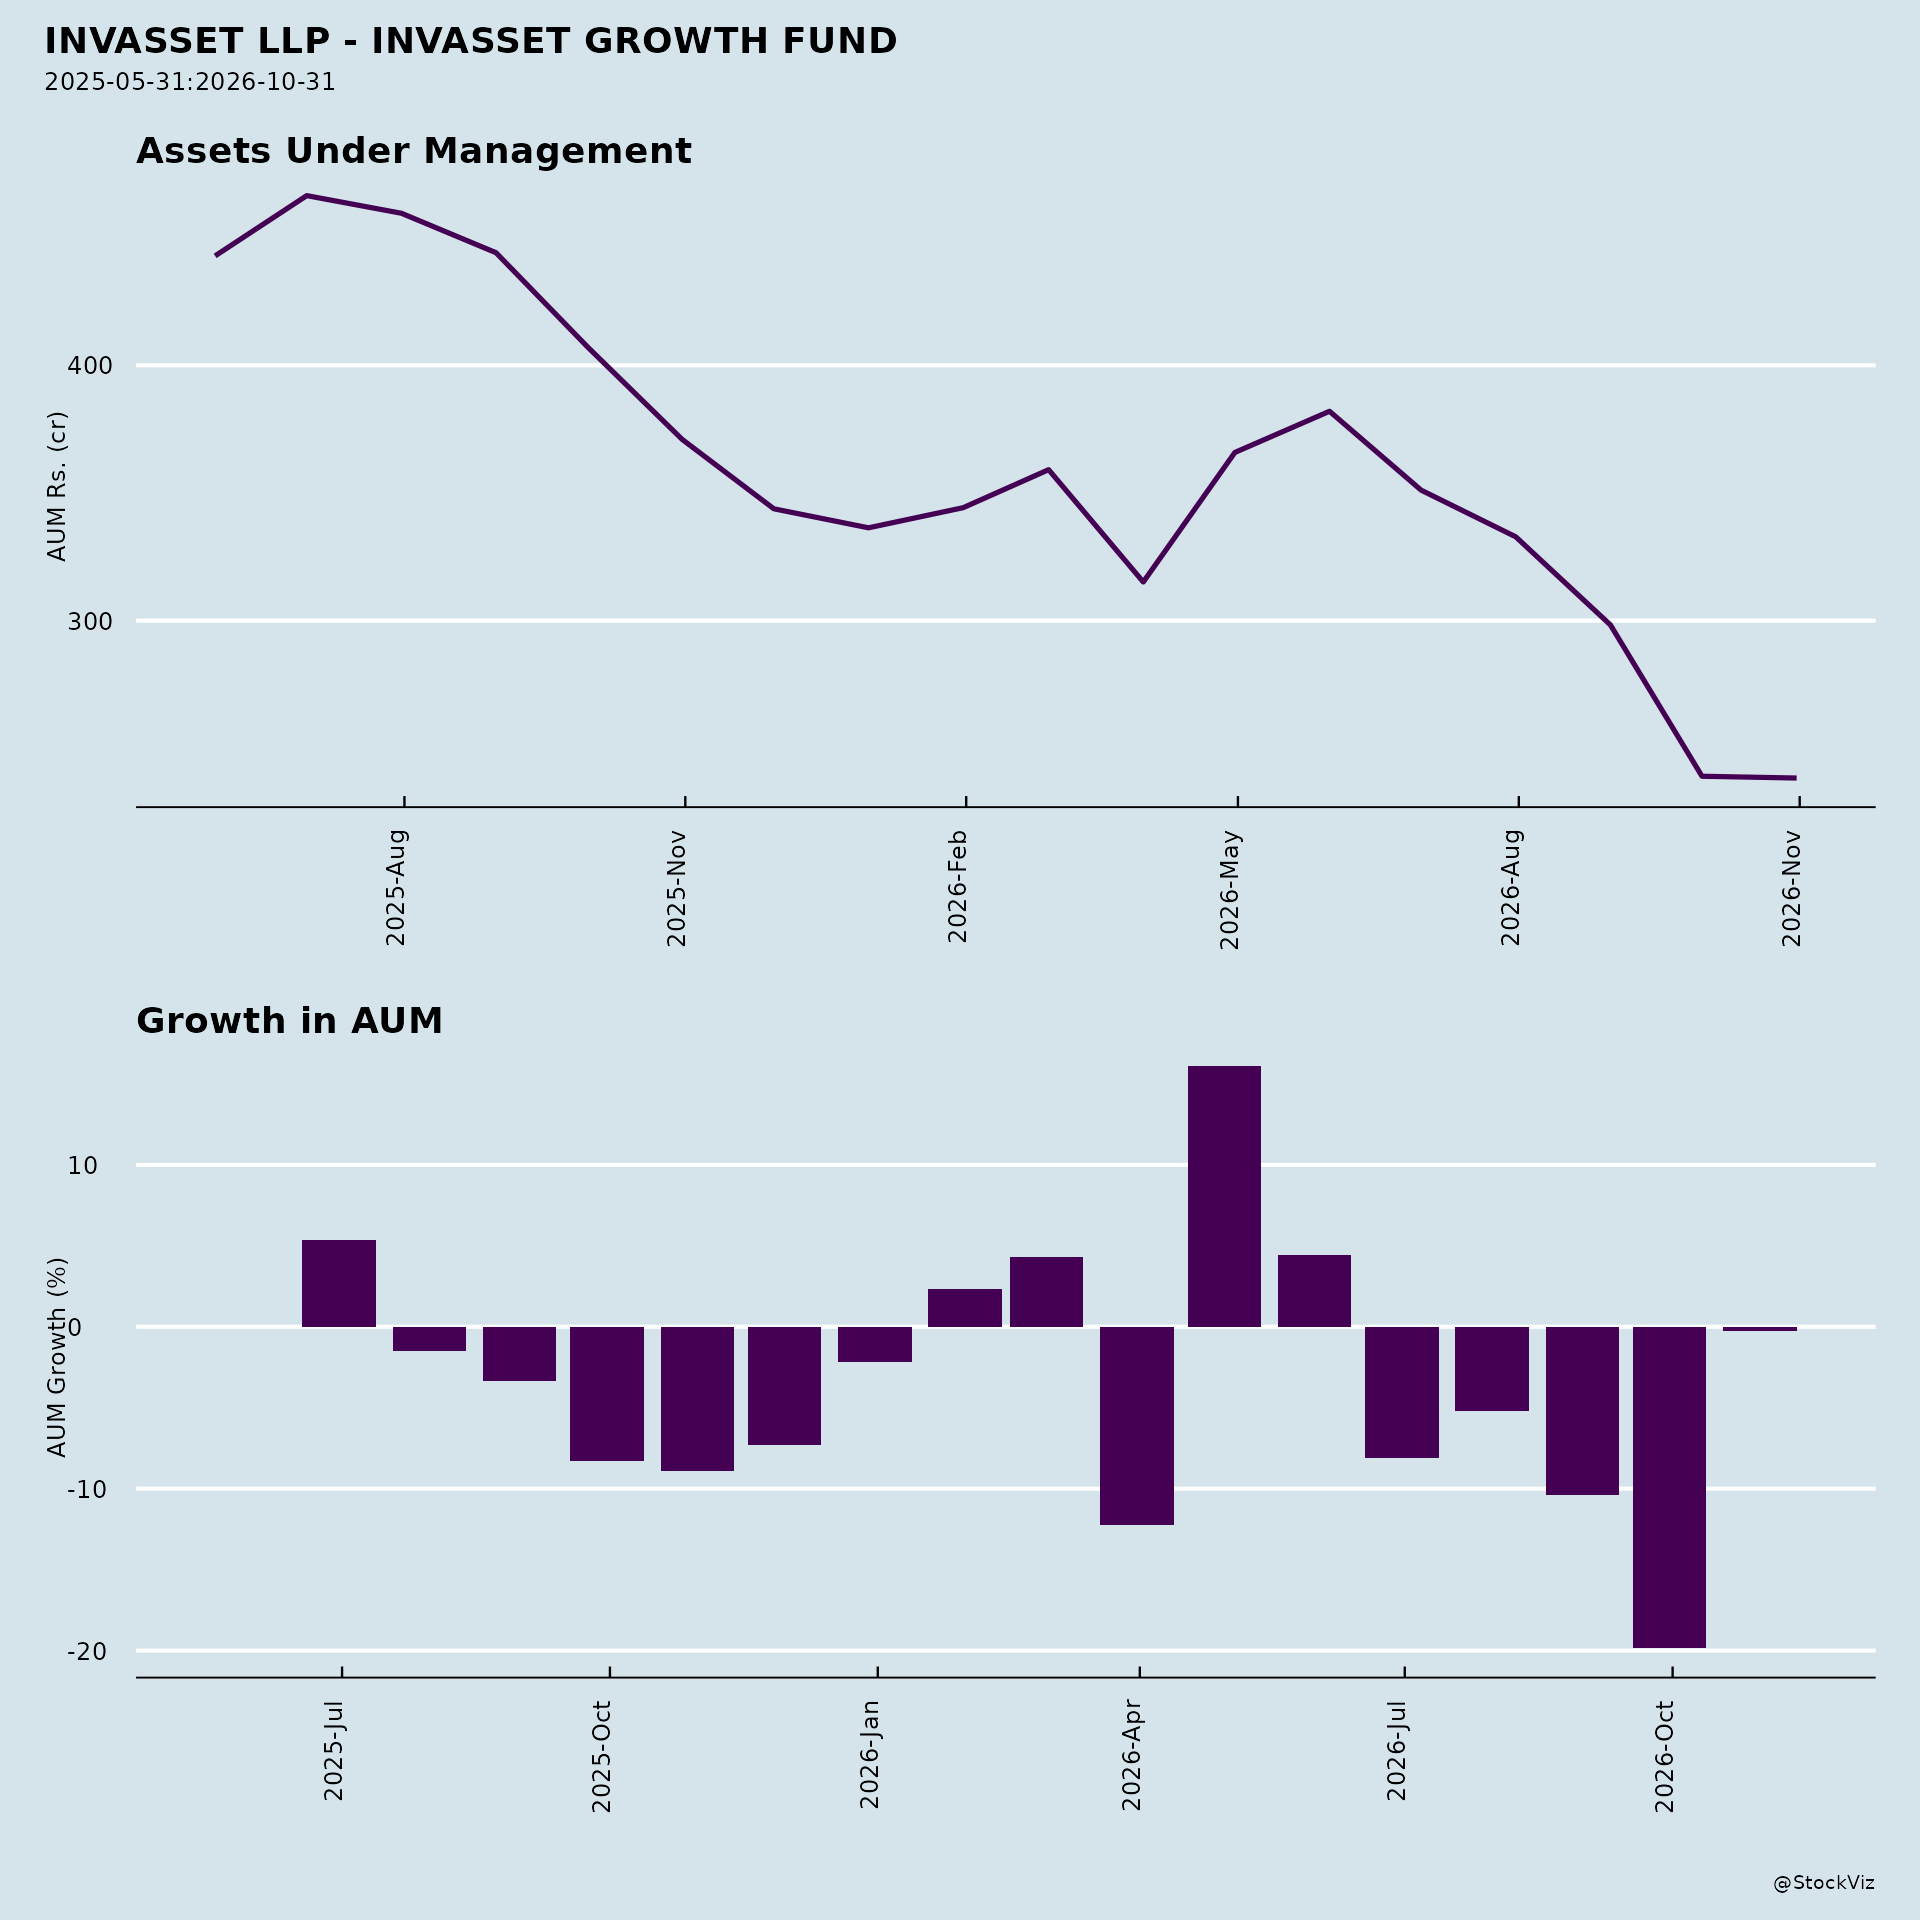 INVASSET LLP - INVASSET GROWTH FUND
2025-05-31:2026-10-31
Assets Under Management
AUM Rs. (cr)
400
300
2025-Aug
2025-Nov
2026-Feb
2026-May
2026-Aug
2026-Nov
Growth in AUM
AUM Growth (%)
10
0
-10
-20
2025-Jul
2025-Oct
2026-Jan
2026-Apr
2026-Jul
2026-Oct
@StockViz